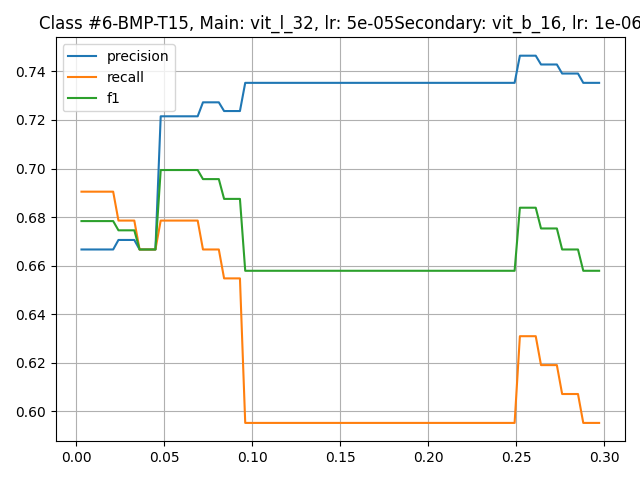 Class #6-BMP-T15, Main: vit_l_32, lr: 5e-05Secondary: vit_b_16, lr: 1e-06
precision
recall
f1
0.74
0.72
0.70
0.68
0.66
0.64
0.62
0.60
0.00 0.05 0.10 0.15 0.20 0.25 0.30